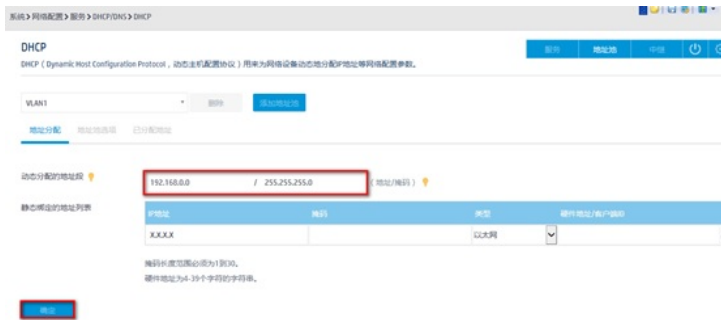 系统 > 网络配置 > 服务 > DHCP/DNS > DHCP
DHCP
服务 地址池 中继
DHCP（Dynamic Host Configuration Protocol，动态主机配置协议）用来为网络设备动态地分配IP地址等网络配置参数。
VLAN1 删除 添加地址池
地址分配 地址池选项 已分配地址
动态分配的地址段 192.168.0.0 / 255.255.255.0 （地址/掩码）
静态绑定的地址列表
IP地址 掩码 类型 硬件地址/客户端ID
X.X.X.X 以太网
掩码长度范围必须为1到30。
硬件地址为4-39个字符的字符串。
确定